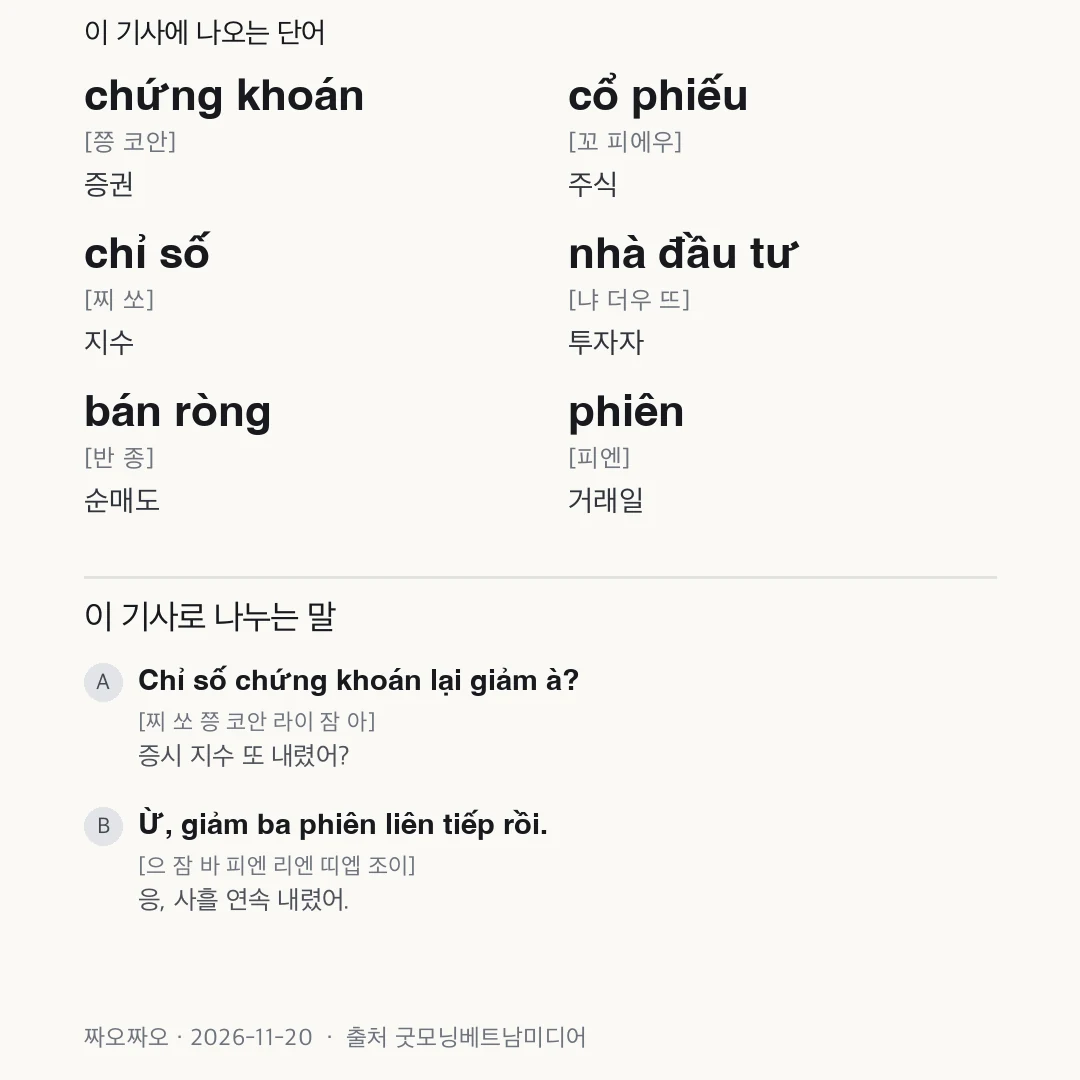 이 기사에 나오는 단어
chứng khoán
[쯩 코안]
증권
cổ phiếu
[꼬 피에우]
주식
chỉ số
[찌 쏘]
지수
nhà đầu tư
[냐 더우 뜨]
투자자
bán ròng
[반 종]
순매도
phiên
[피엔]
거래일
이 기사로 나누는 말
A Chỉ số chứng khoán lại giảm à?
[찌 쏘 쯩 코안 라이 잠 아]
증시 지수 또 내렸어?
B Ừ, giảm ba phiên liên tiếp rồi.
[으 잠 바 피엔 리엔 띠엡 조이]
응, 사흘 연속 내렸어.
짜오짜오 · 2026-11-20 · 출처 굿모닝베트남미디어